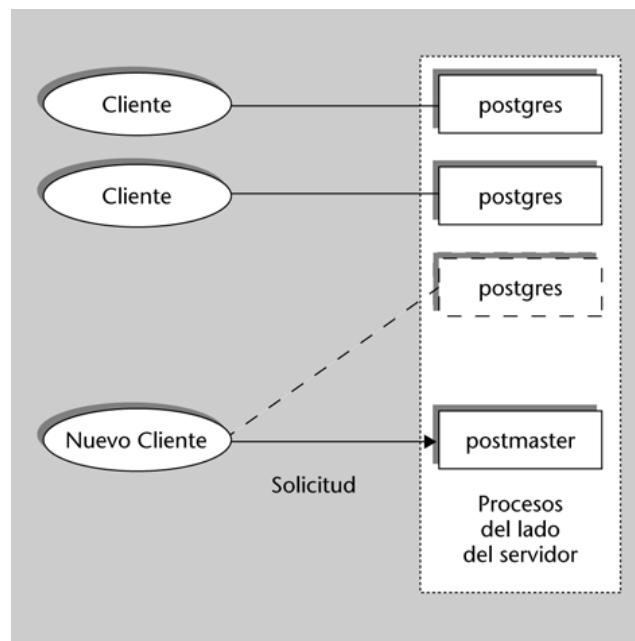 Cliente
postgres
Cliente
postgres
postgres
Nuevo Cliente
postmaster
Solicitud
Procesos
del lado
del servidor